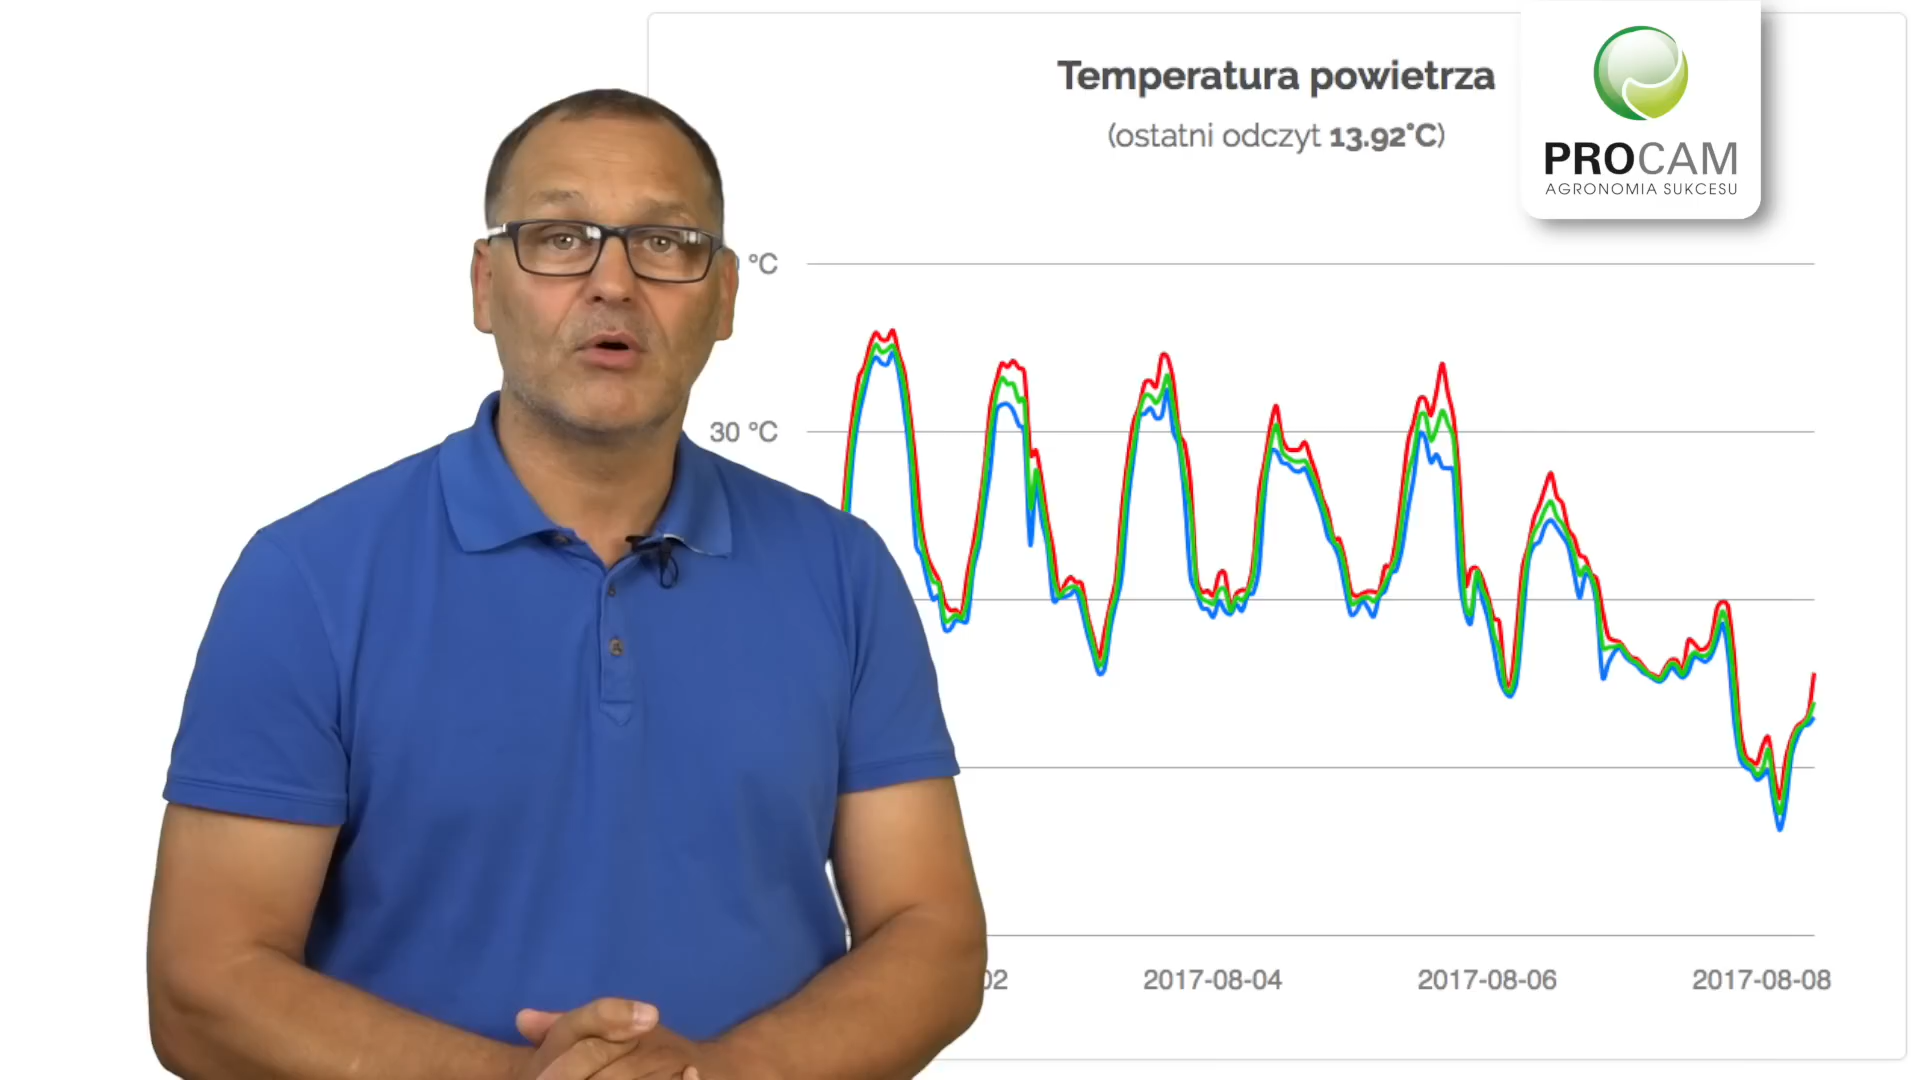 Temperatura powietrza
(ostatni odczyt 13.92°C)
PROCAM
AGRONOMIA SUKCESU
°C
30 °C
02
2017-08-04
2017-08-06
2017-08-08